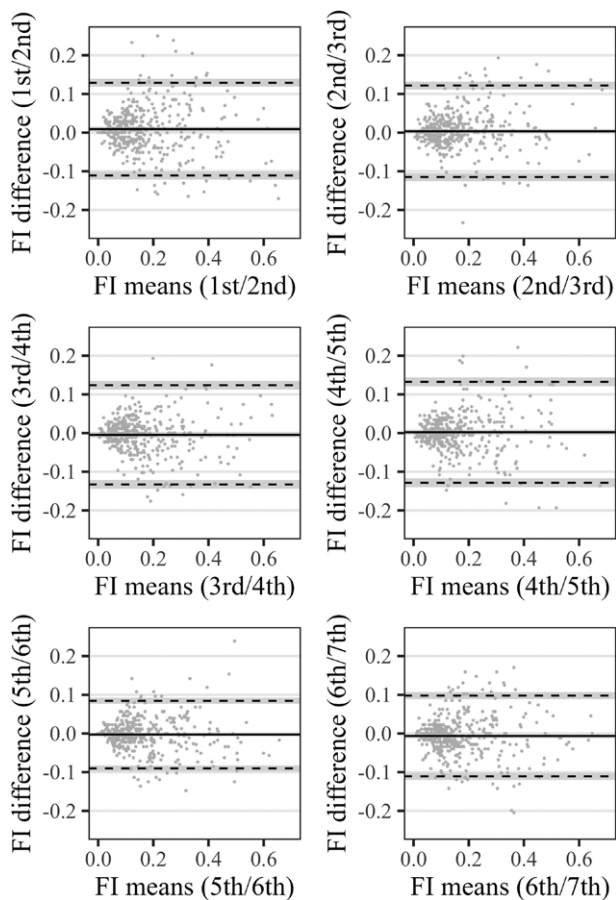 FI difference (1st/2nd)
0.2
0.1
0.0
-0.1
-0.2
0.0 0.2 0.4 0.6
FI means (1st/2nd)
FI difference (2nd/3rd)
0.2
0.1
0.0
-0.1
-0.2
0.0 0.2 0.4 0.6
FI means (2nd/3rd)
FI difference (3rd/4th)
0.2
0.1
0.0
-0.1
-0.2
0.0 0.2 0.4 0.6
FI means (3rd/4th)
FI difference (4th/5th)
0.2
0.1
0.0
-0.1
-0.2
0.0 0.2 0.4 0.6
FI means (4th/5th)
FI difference (5th/6th)
0.2
0.1
0.0
-0.1
-0.2
0.0 0.2 0.4 0.6
FI means (5th/6th)
FI difference (6th/7th)
0.2
0.1
0.0
-0.1
-0.2
0.0 0.2 0.4 0.6
FI means (6th/7th)